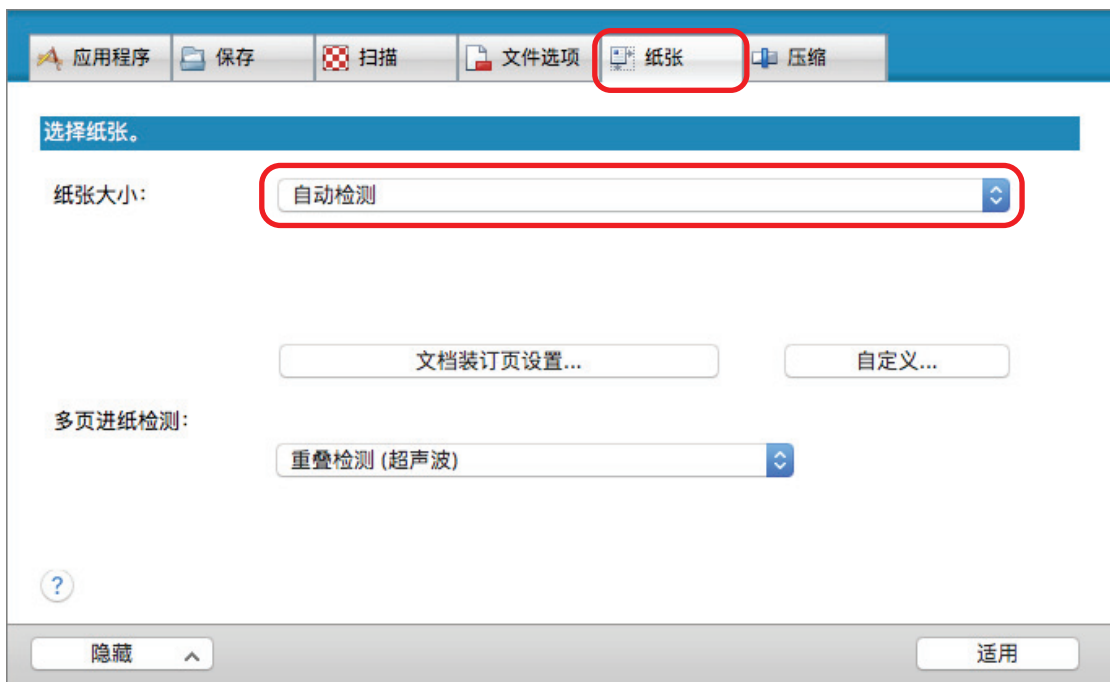 应用程序 保存 扫描 文件选项 纸张 压缩
选择纸张。
纸张大小: 自动检测
文档装订页设置... 自定义...
多页进纸检测:
重叠检测 (超声波)
?
隐藏 适用